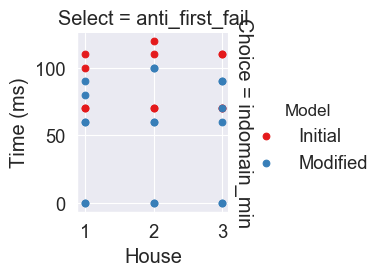 Select = anti_first_fail
Choice = indomain_min
Time (ms)
100
50
0
1
2
3
House
Model
Initial
Modified